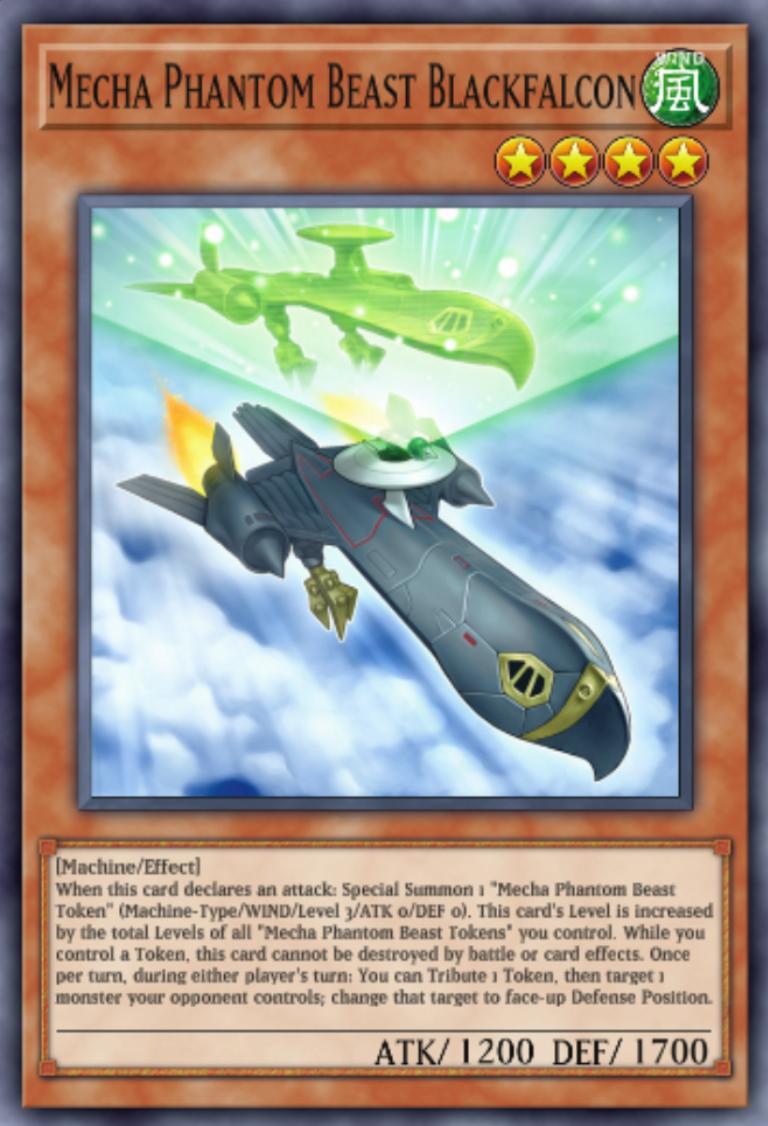 MECHA PHANTOM BEAST BLACKFALCON
WIND
風
[Machine/Effect]
When this card declares an attack: Special Summon 1 "Mecha Phantom Beast
Token" (Machine-Type/WIND/Level 3/ATK 0/DEF 0). This card's Level is increased
by the total Levels of all "Mecha Phantom Beast Tokens" you control. While you
control a Token, this card cannot be destroyed by battle or card effects. Once
per turn, during either player's turn: You can Tribute 1 Token, then target 1
monster your opponent controls; change that target to face-up Defense Position.
ATK/ 1200 DEF/ 1700